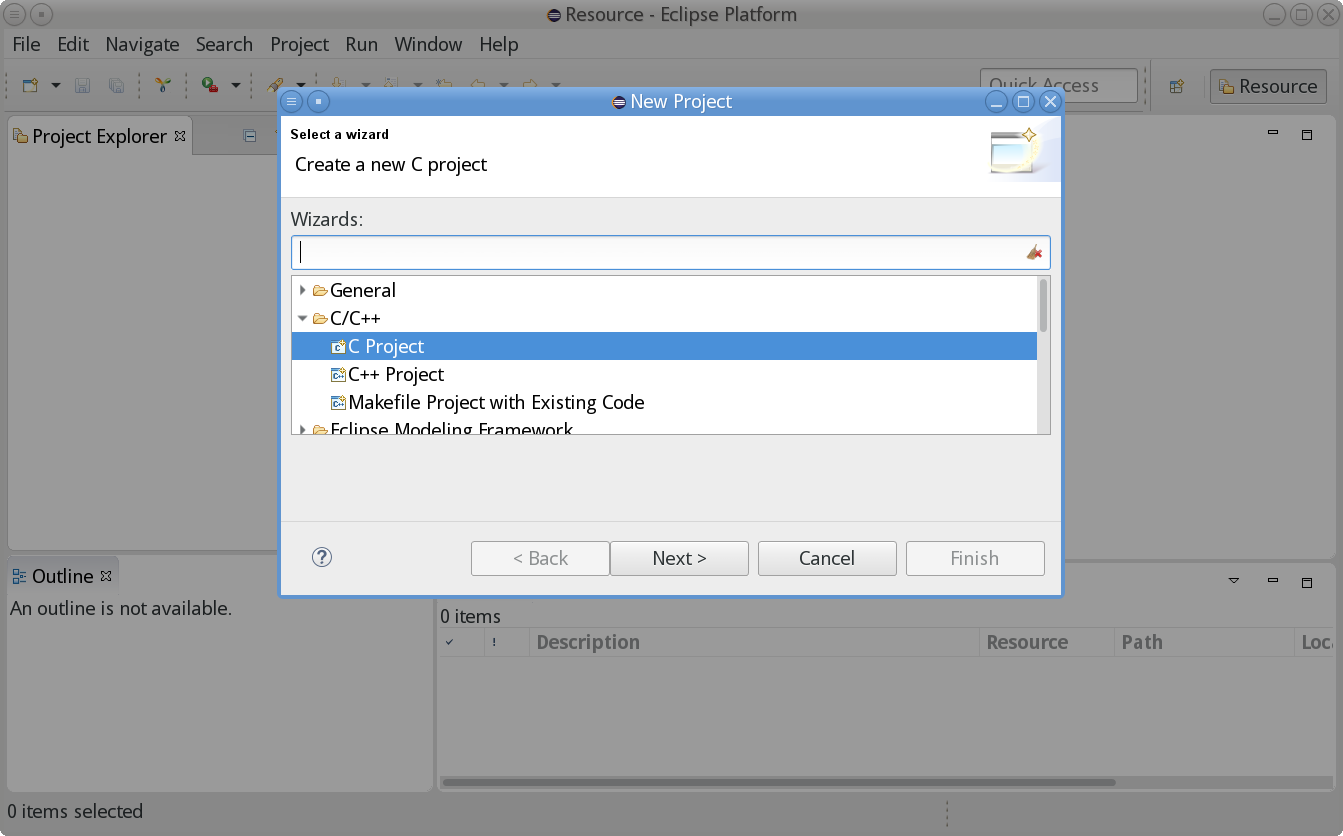 Resource - Eclipse Platform
File Edit Navigate Search Project Run Window Help
Quick Access
Resource
Project Explorer
New Project
Select a wizard
Create a new C project
Wizards:
General
C/C++
C Project
C++ Project
Makefile Project with Existing Code
Eclipse Modeling Framework
< Back Next > Cancel Finish
Outline
An outline is not available.
0 items
Description Resource Path Loca
0 items selected